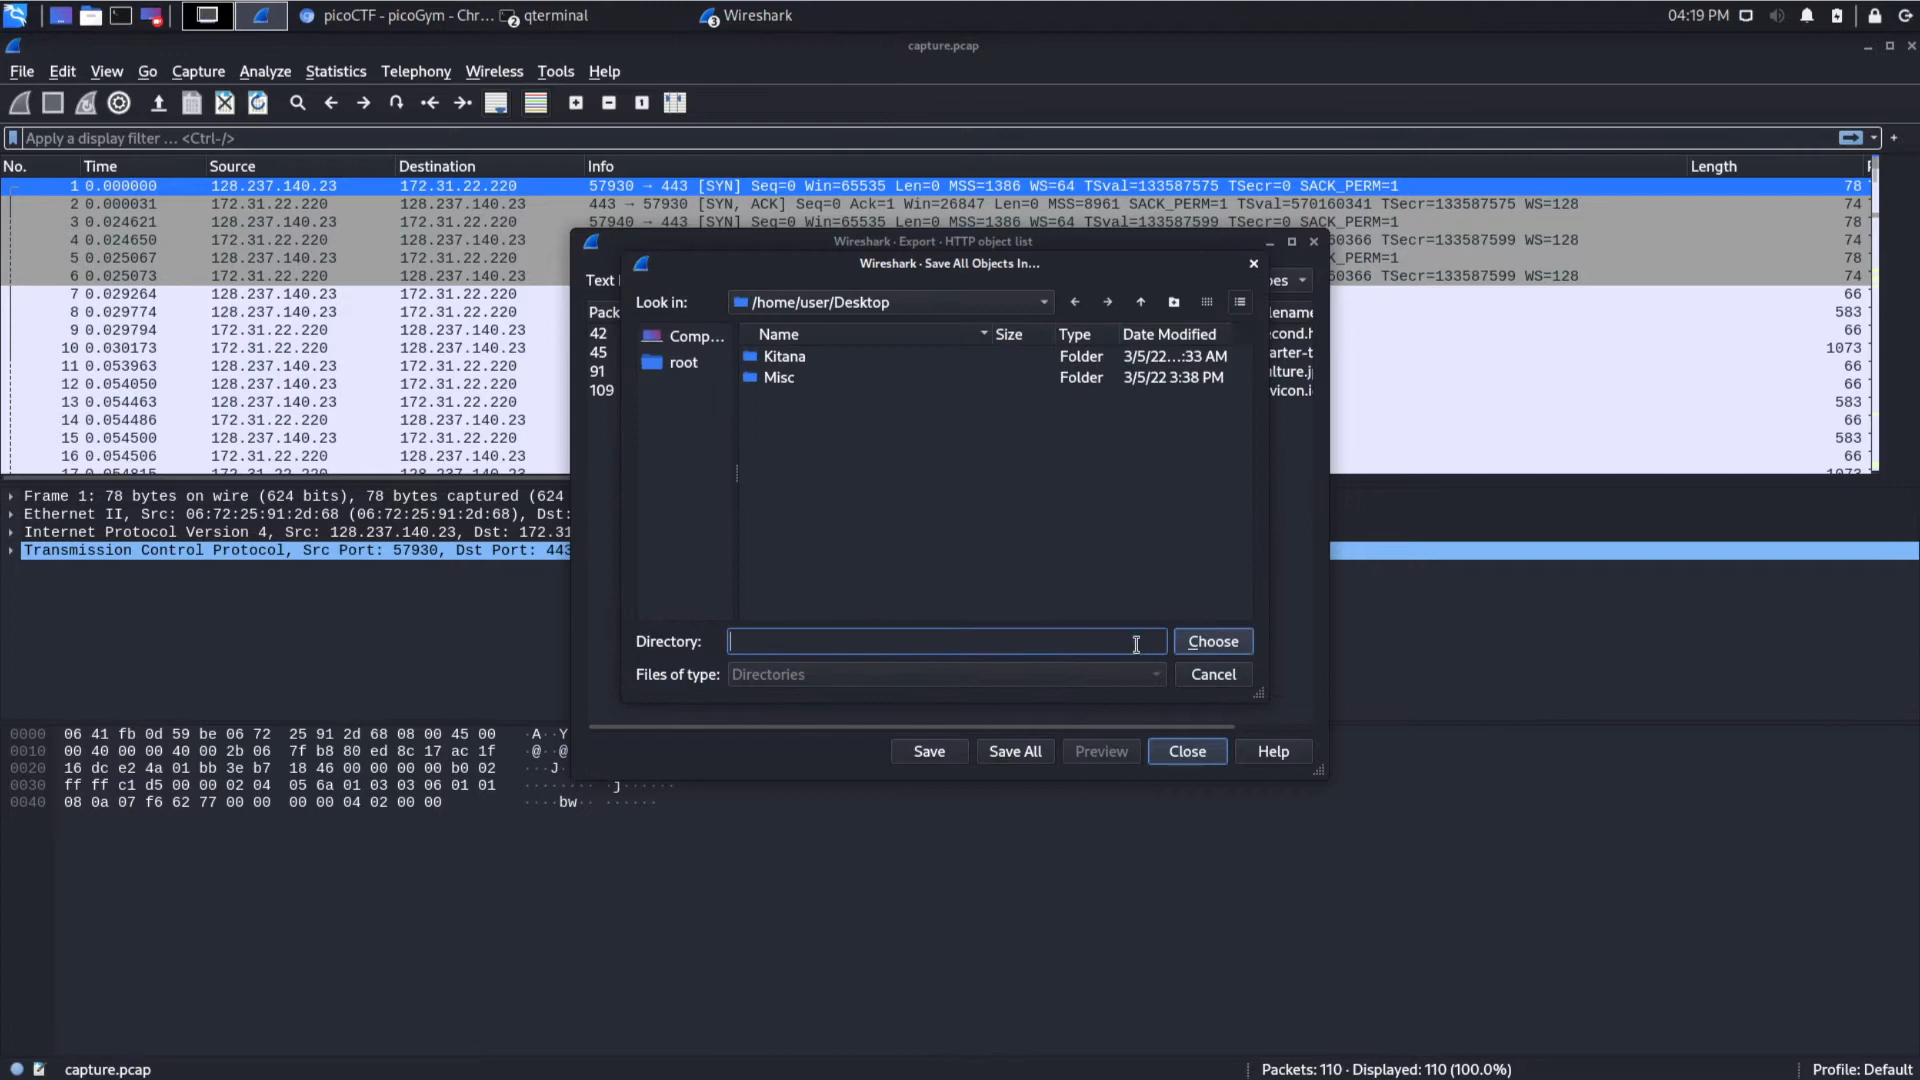 picoCTF - picoGym - Chr...
2 qterminal
3 Wireshark
04:19 PM
capture.pcap
File Edit View Go Capture Analyze Statistics Telephony Wireless Tools Help
Apply a display filter ... <Ctrl-/>
No. Time Source Destination Info Length
1 0.000000 128.237.140.23 172.31.22.220 57930 → 443 [SYN] Seq=0 Win=65535 Len=0 MSS=1386 WS=64 TSval=133587575 TSecr=0 SACK_PERM=1 78
2 0.000031 172.31.22.220 128.237.140.23 443 → 57930 [SYN, ACK] Seq=0 Ack=1 Win=26847 Len=0 MSS=8961 SACK_PERM=1 TSval=570160341 TSecr=133587575 WS=128 74
3 0.024621 128.237.140.23 172.31.22.220 57940 → 443 [SYN] Seq=0 Win=65535 Len=0 MSS=1386 WS=64 TSval=133587599 TSecr=0 SACK_PERM=1 78
4 0.024650 172.31.22.220 128.237.140.23 60366 TSecr=133587599 WS=128 74
5 0.025067 128.237.140.23 172.31.22.220 K_PERM=1 78
6 0.025073 172.31.22.220 128.237.140.23 60366 TSecr=133587599 WS=128 74
7 0.029264 128.237.140.23 172.31.22.220 66
8 0.029774 128.237.140.23 172.31.22.220 583
9 0.029794 172.31.22.220 128.237.140.23 66
10 0.030173 172.31.22.220 128.237.140.23 1073
11 0.053963 128.237.140.23 172.31.22.220 66
12 0.054050 128.237.140.23 172.31.22.220 66
13 0.054463 128.237.140.23 172.31.22.220 583
14 0.054486 172.31.22.220 128.237.140.23 66
15 0.054500 128.237.140.23 172.31.22.220 583
16 0.054506 172.31.22.220 128.237.140.23 66
17 0.054815 172.31.22.220 128.237.140.23 1073
Wireshark · Export · HTTP object list
Text
pes
Pack
lename
42
cond.h
45
arter-t
91
ulture.j
109
vicon.i
Wireshark · Save All Objects In...
Look in: /home/user/Desktop
Comp...
root
Name Size Type Date Modified
Kitana Folder 3/5/22...:33 AM
Misc Folder 3/5/22 3:38 PM
Directory:
Choose
Files of type: Directories
Cancel
Save Save All Preview Close Help
Frame 1: 78 bytes on wire (624 bits), 78 bytes captured (624
Ethernet II, Src: 06:72:25:91:2d:68 (06:72:25:91:2d:68), Dst:
Internet Protocol Version 4, Src: 128.237.140.23, Dst: 172.31
Transmission Control Protocol, Src Port: 57930, Dst Port: 443
0000 06 41 fb 0d 59 be 06 72 25 91 2d 68 08 00 45 00 ·A··Y
0010 00 40 00 00 40 00 2b 06 7f b8 80 ed 8c 17 ac 1f ·@··@
0020 16 dc e2 4a 01 bb 3e b7 18 46 00 00 00 00 b0 02 ···J·
0030 ff ff c1 d5 00 00 02 04 05 6a 01 03 03 06 01 01 ········ ·j······
0040 08 0a 07 f6 62 77 00 00 00 00 04 02 00 00 ····bw·· ······
capture.pcap
Packets: 110 · Displayed: 110 (100.0%)
Profile: Default